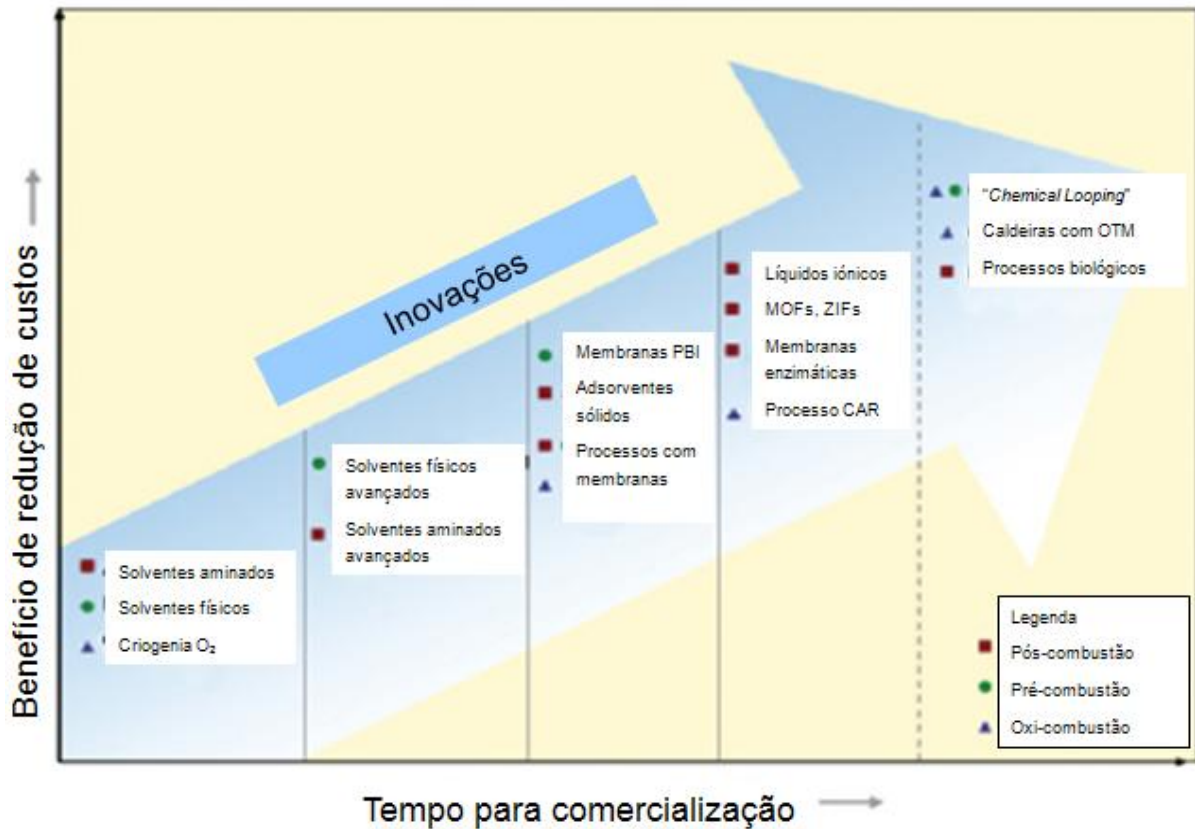 Benefício de redução de custos
Inovações
Solventes aminados
Solventes físicos
Criogenia O₂
Solventes físicos
avançados
Solventes aminados
avançados
Membranas PBI
Adsorventes
sólidos
Processos com
membranas
Líquidos iónicos
MOFs, ZIFs
Membranas
enzimáticas
Processo CAR
"Chemical Looping"
Caldeiras com OTM
Processos biológicos
Legenda
Pós-combustão
Pré-combustão
Oxi-combustão
Tempo para comercialização